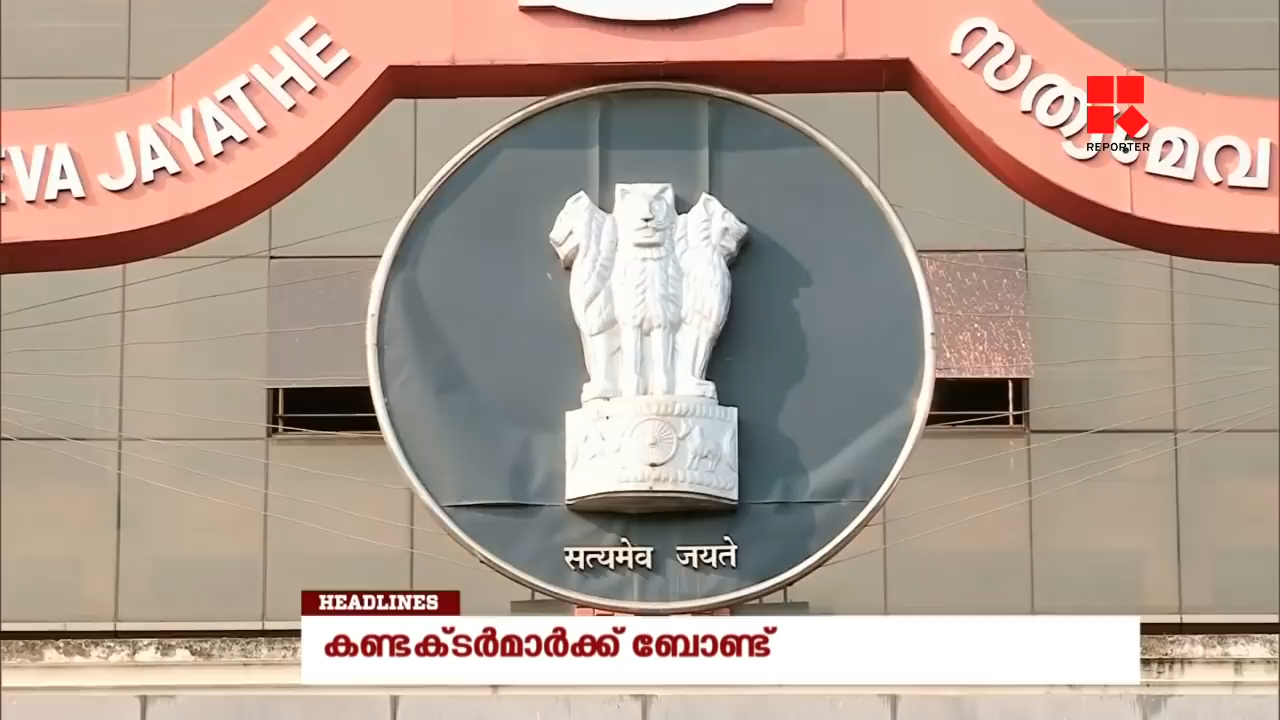 EVA JAYATHE
സത്യമേവ
REPORTER
सत्यमेव जयते
HEADLINES
കണ്ടക്ടർമാർക്ക് ബോണ്ട്